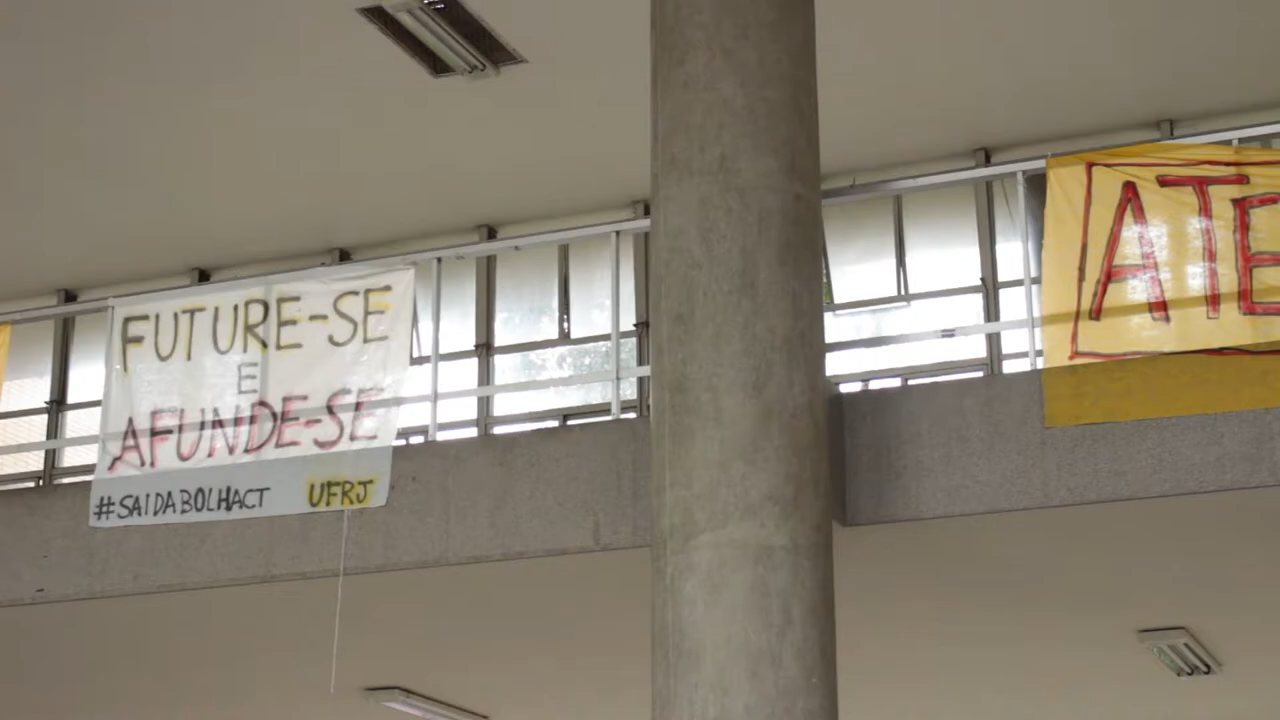 FUTURE-SE
E
AFUNDE-SE
#SAIDABOLHACT UFRJ
ATE